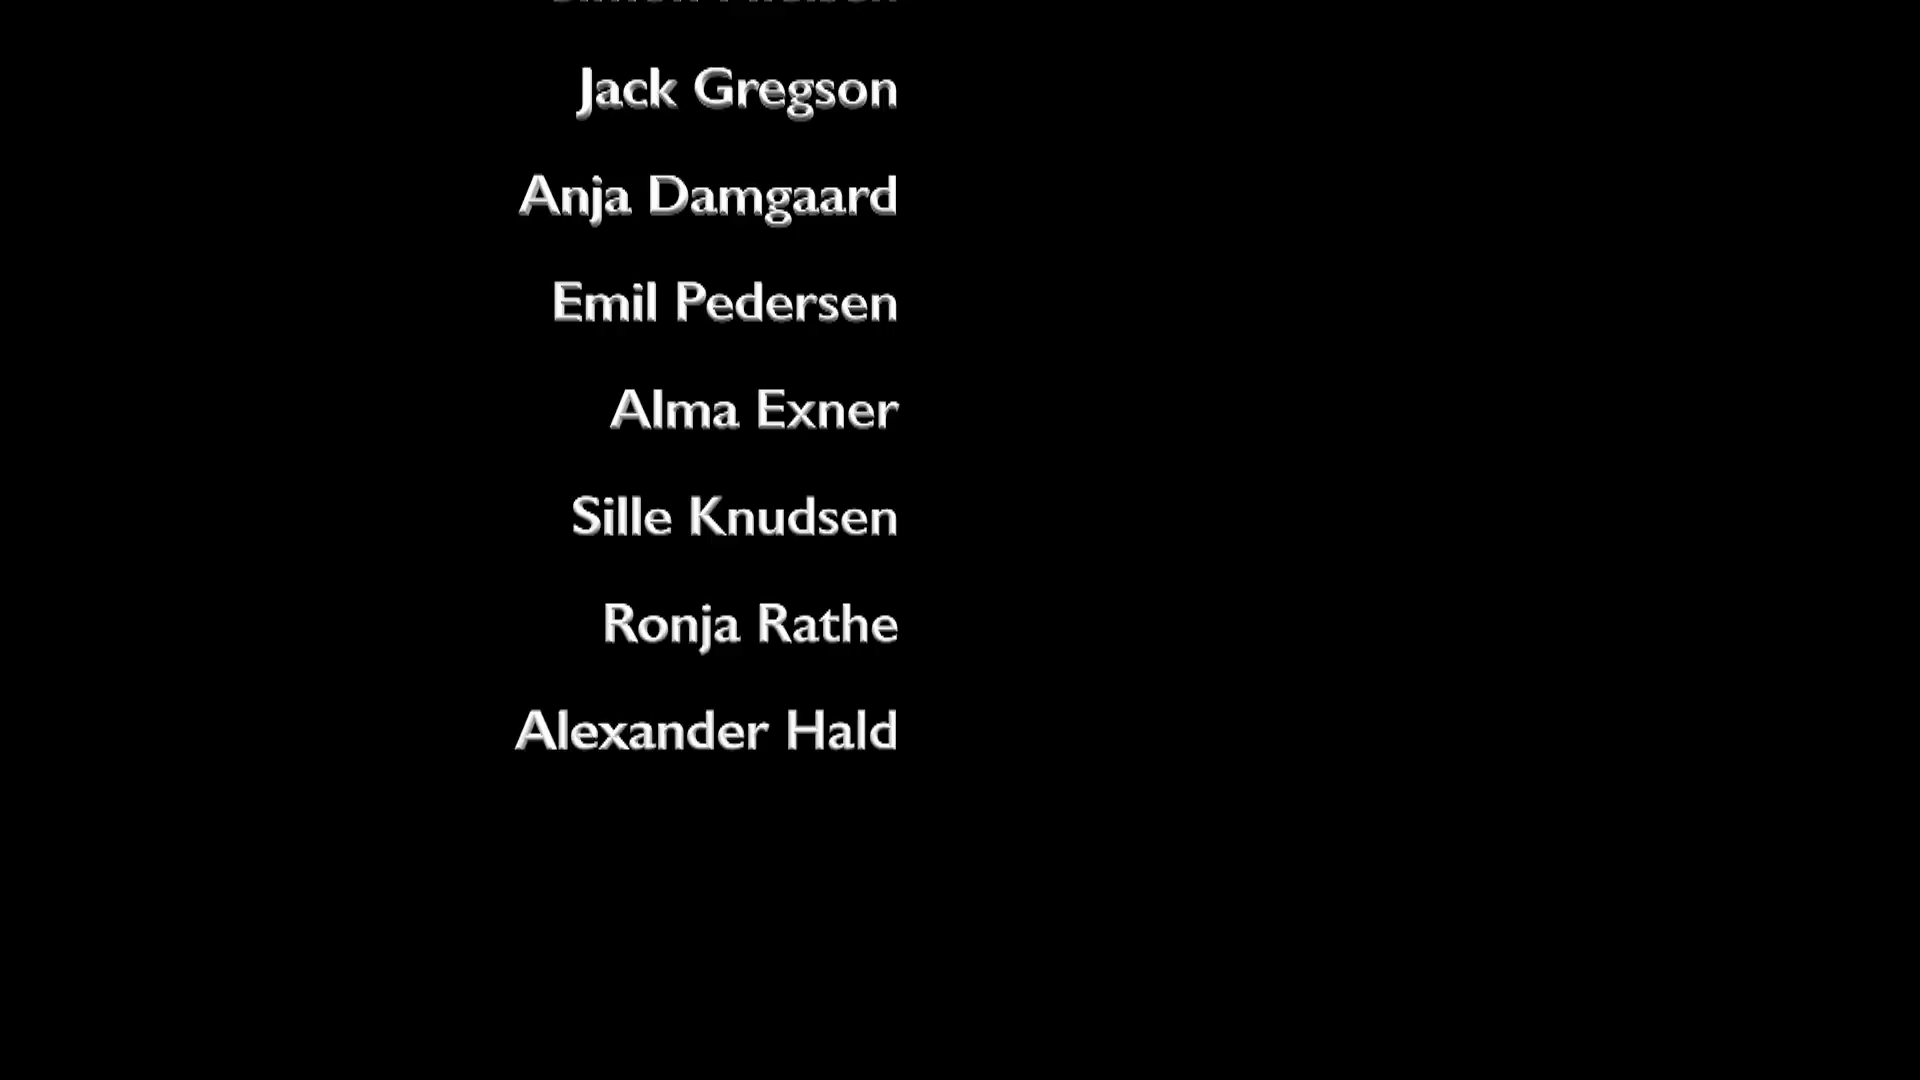 Jack Gregson
Anja Damgaard
Emil Pedersen
Alma Exner
Sille Knudsen
Ronja Rathe
Alexander Hald